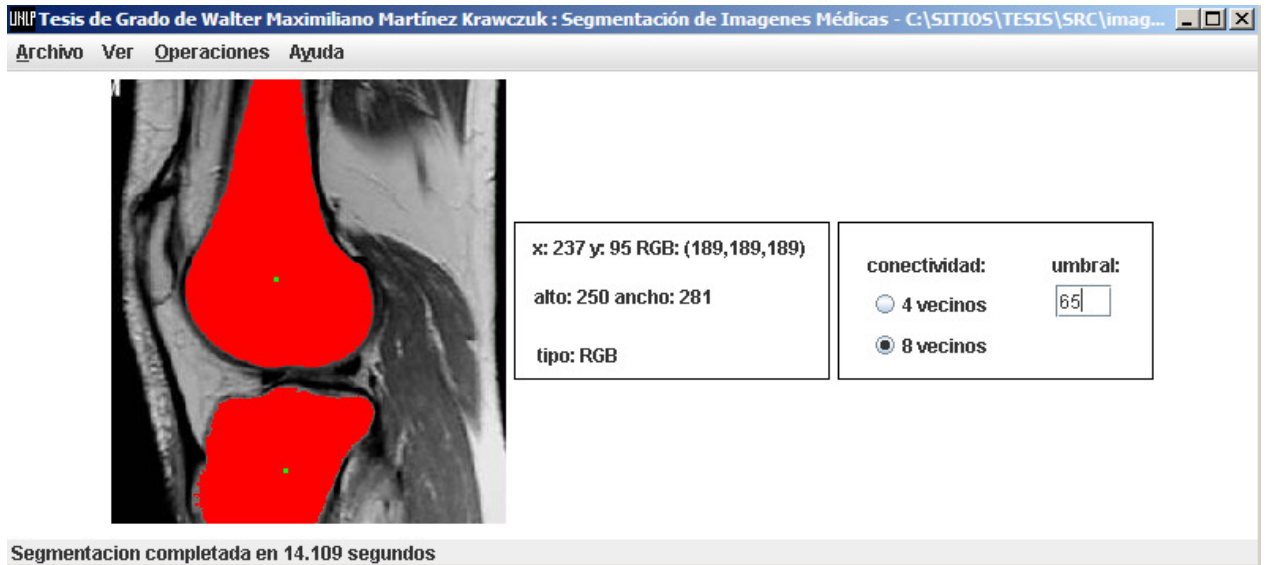 UNLP Tesis de Grado de Walter Maximiliano Martínez Krawczuk : Segmentación de Imagenes Médicas - C:\SITIOS\TESIS\SRC\imag...
Archivo Ver Operaciones Ayuda
x: 237 y: 95 RGB: (189,189,189)
alto: 250 ancho: 281
tipo: RGB
conectividad: umbral:
4 vecinos 65
8 vecinos
Segmentacion completada en 14.109 segundos